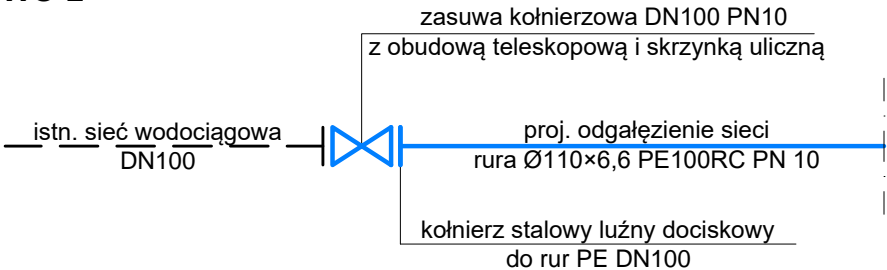 zasuwa kołnierzowa DN100 PN10
z obudową teleskopową i skrzynką uliczną
istn. sieć wodociągowa
DN100
proj. odgałęzienie sieci
rura Ø110×6,6 PE100RC PN 10
kołnierz stalowy luźny dociskowy
do rur PE DN100